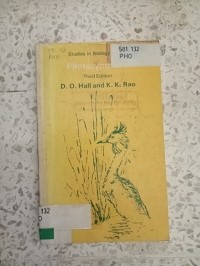 Studies in Biology
581.132
PHO
Third Edition
D. O. Hall and K. K. Rao
132
O